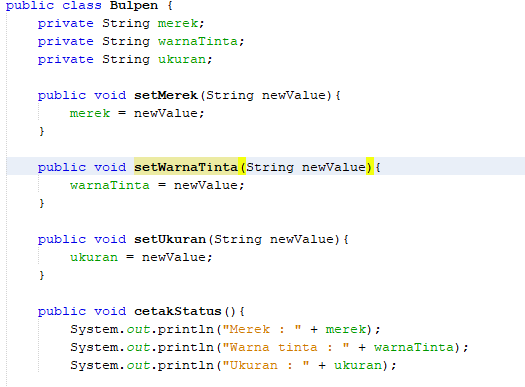 public class Bulpen {
    private String merek;
    private String warnaTinta;
    private String ukuran;

    public void setMerek(String newValue){
        merek = newValue;
    }

    public void setWarnaTinta(String newValue){
        warnaTinta = newValue;
    }

    public void setUkuran(String newValue){
        ukuran = newValue;
    }

    public void cetakStatus(){
        System.out.println("Merek : " + merek);
        System.out.println("Warna tinta : " + warnaTinta);
        System.out.println("Ukuran : " + ukuran);